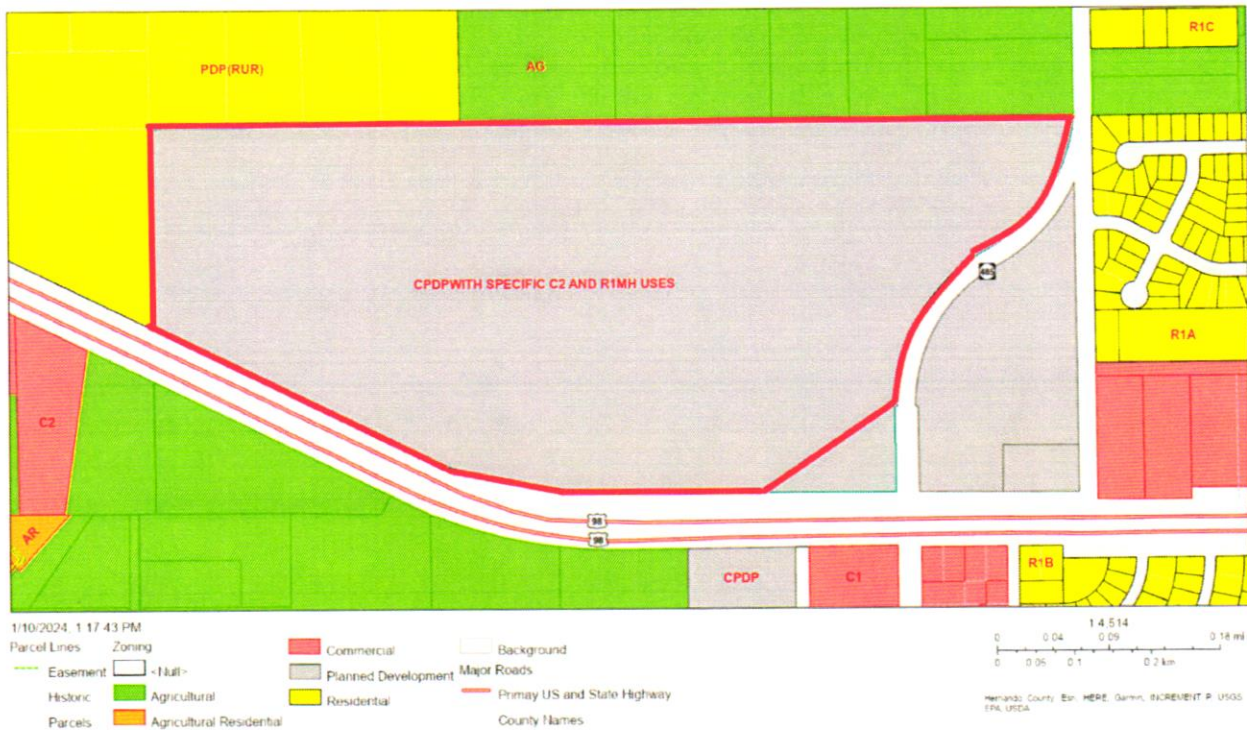 R1C
PDP(RUR)
AG
CPDPWITH SPECIFIC C2 AND R1MH USES
485
R1A
C2
AR
98
98
CPDP
C1
R1B
1/10/2024, 1 17 43 PM
Parcel Lines
Easement
Historic
Parcels
Zoning
<Null>
Agricultural
Agricultural Residential
Commercial
Planned Development
Residential
Background
Major Roads
Primay US and State Highway
County Names
1 4,514
0 0.04 0.09 0.18 mi
0 0.05 0.1 0.2 km
Hernando County Esri, HERE, Garmin, INCREMENT P, USGS
EPA, USDA